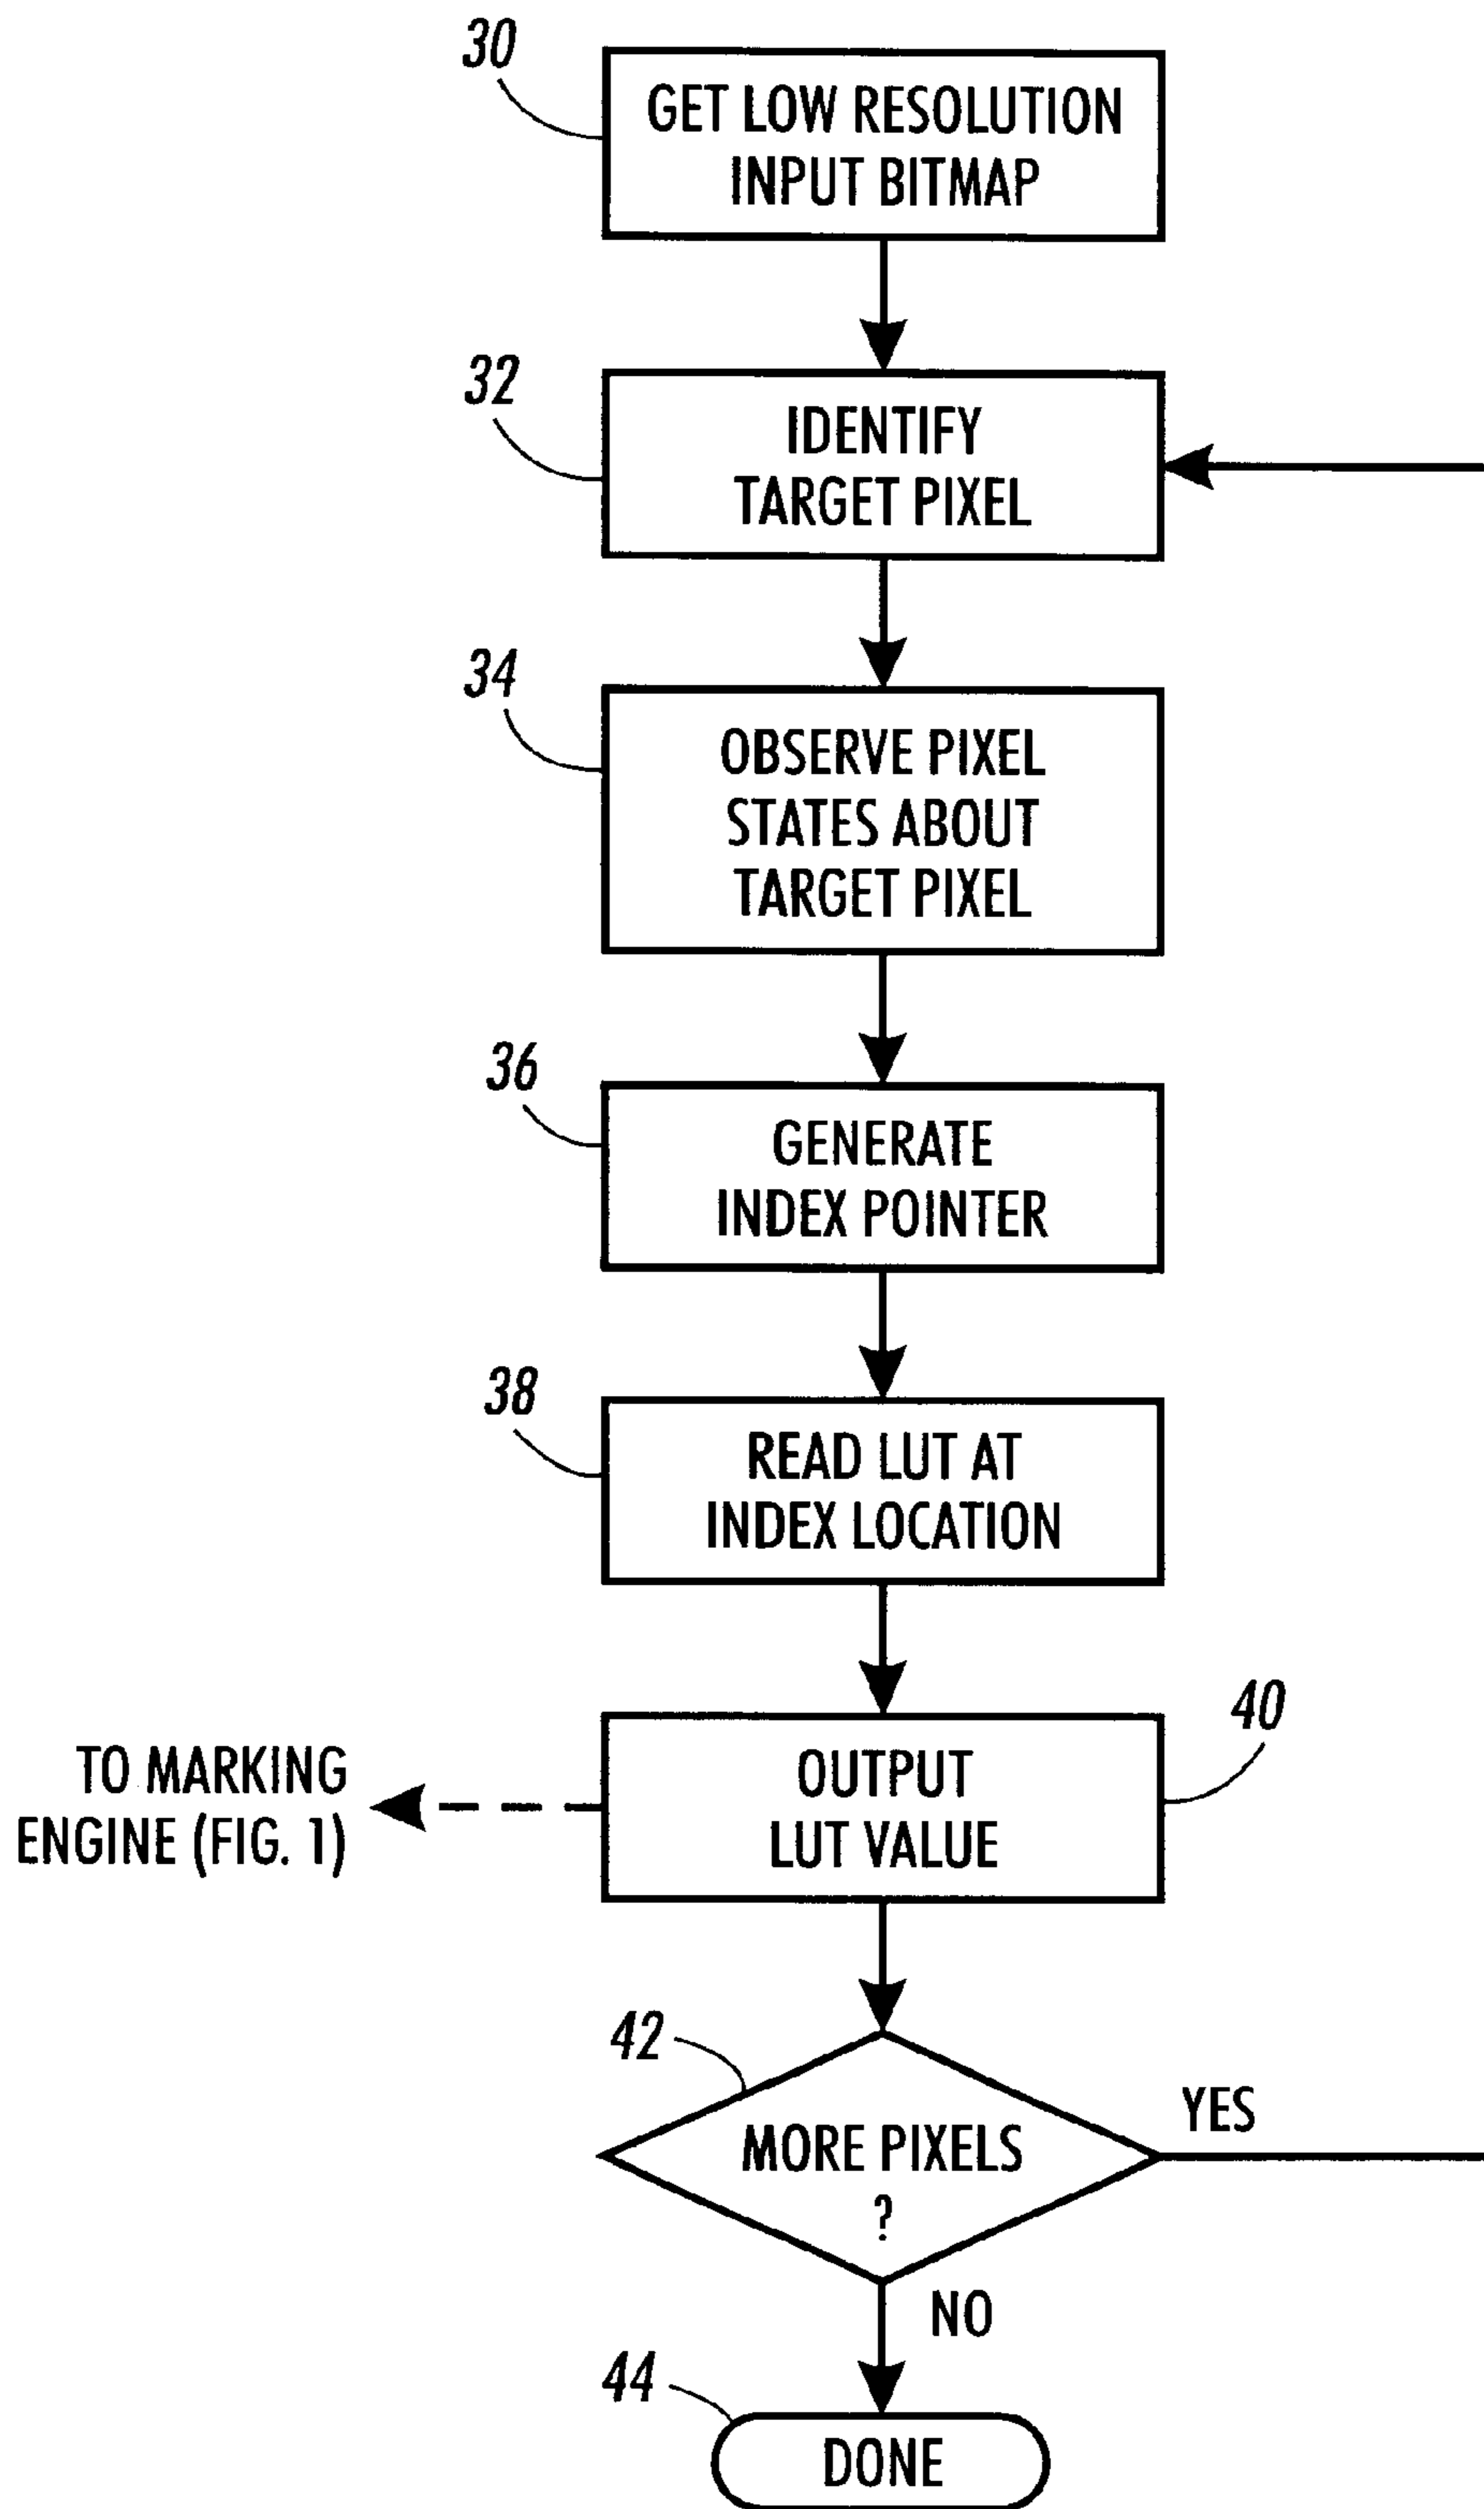 30
GET LOW RESOLUTION
INPUT BITMAP
32
IDENTIFY
TARGET PIXEL
34
OBSERVE PIXEL
STATES ABOUT
TARGET PIXEL
36
GENERATE
INDEX POINTER
38
READ LUT AT
INDEX LOCATION
40
OUTPUT
LUT VALUE
TO MARKING
ENGINE (FIG. 1)
42
MORE PIXELS
?
YES
NO
44
DONE